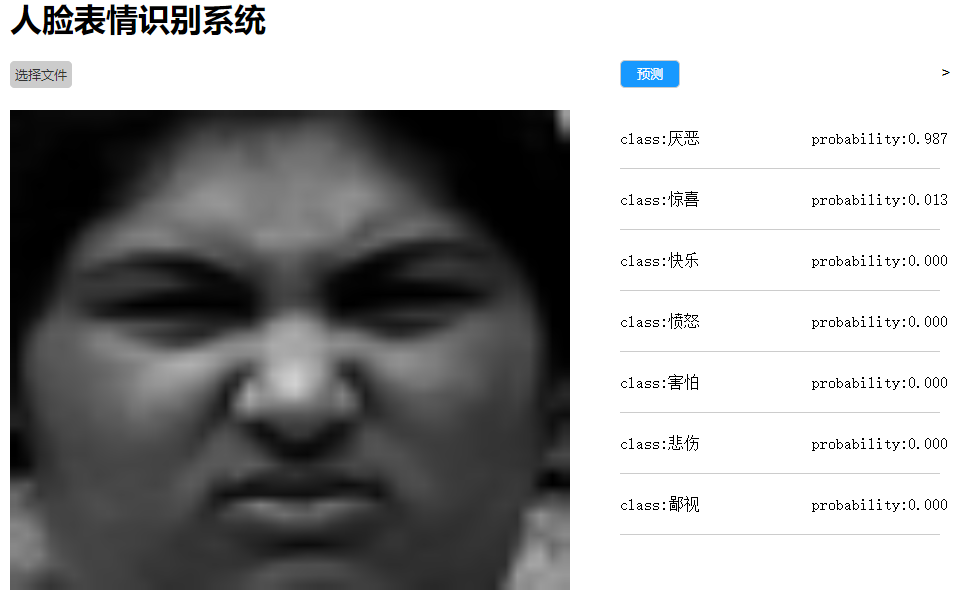 人脸表情识别系统
选择文件
预测 >
class:厌恶 probability:0.987
class:惊喜 probability:0.013
class:快乐 probability:0.000
class:愤怒 probability:0.000
class:害怕 probability:0.000
class:悲伤 probability:0.000
class:鄙视 probability:0.000